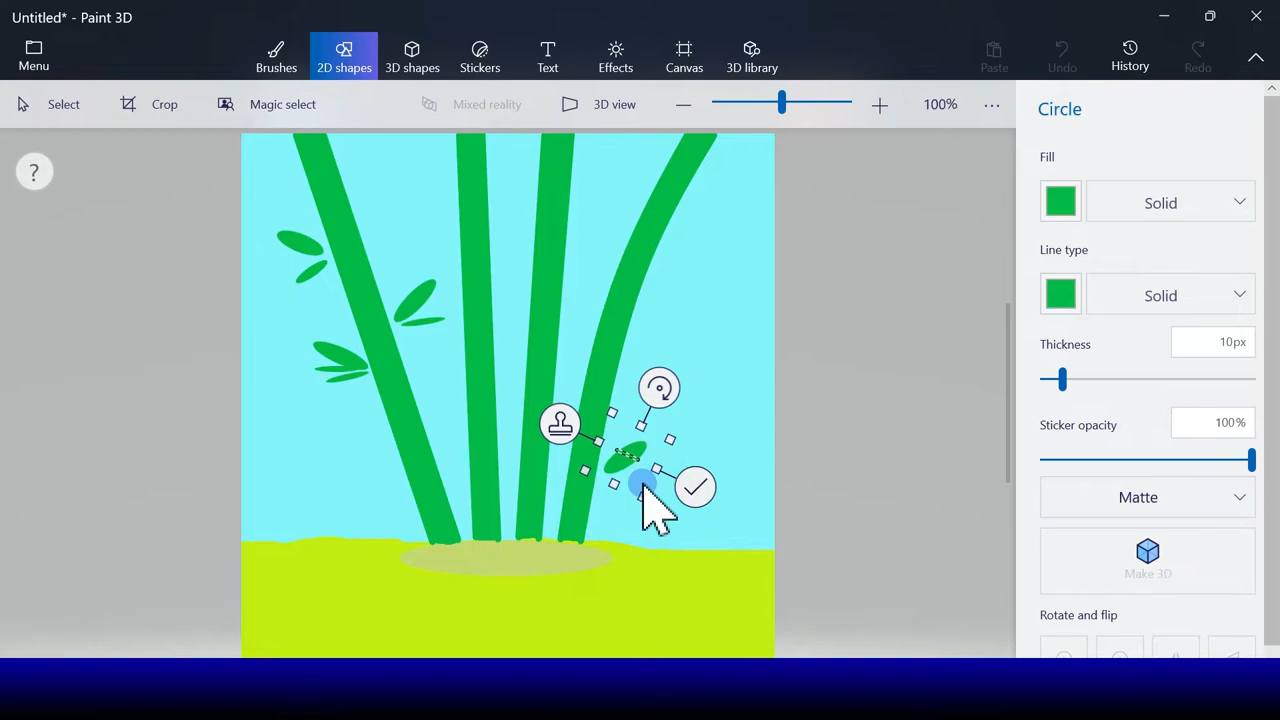 Untitled* - Paint 3D
Menu
Brushes
2D shapes
3D shapes
Stickers
Text
Effects
Canvas
3D library
Paste
Undo
History
Redo
Select
Crop
Magic select
Mixed reality
3D view
100%
?
Circle
Fill
Solid
Line type
Solid
Thickness
10px
Sticker opacity
100%
Matte
Make 3D
Rotate and flip